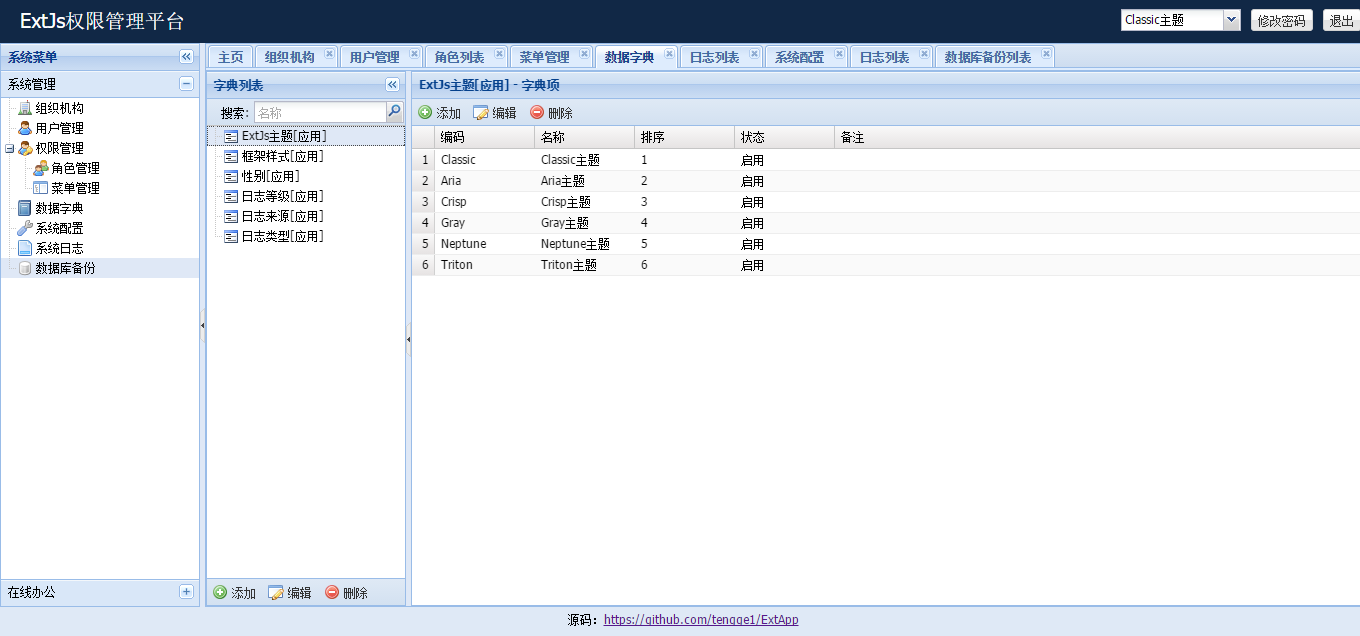 ExtJs权限管理平台
Classic主题 修改密码 退出
系统菜单
系统管理
组织机构
用户管理
权限管理
角色管理
菜单管理
数据字典
系统配置
系统日志
数据库备份
在线办公
主页 组织机构 用户管理 角色列表 菜单管理 数据字典 日志列表 系统配置 日志列表 数据库备份列表
字典列表
搜索: 名称
ExtJs主题[应用]
框架样式[应用]
性别[应用]
日志等级[应用]
日志来源[应用]
日志类型[应用]
添加 编辑 删除
ExtJs主题[应用] - 字典项
添加 编辑 删除
编码 名称 排序 状态 备注
1 Classic Classic主题 1 启用
2 Aria Aria主题 2 启用
3 Crisp Crisp主题 3 启用
4 Gray Gray主题 4 启用
5 Neptune Neptune主题 5 启用
6 Triton Triton主题 6 启用
源码：https://github.com/tengge1/ExtApp